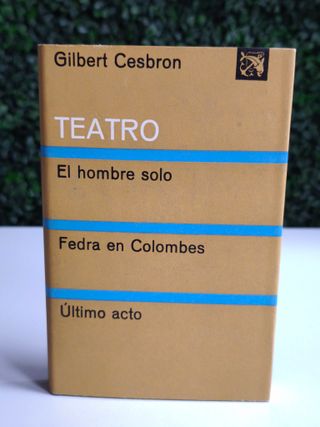 Gilbert Cesbron
TEATRO
El hombre solo
Fedra en Colombes
Último acto